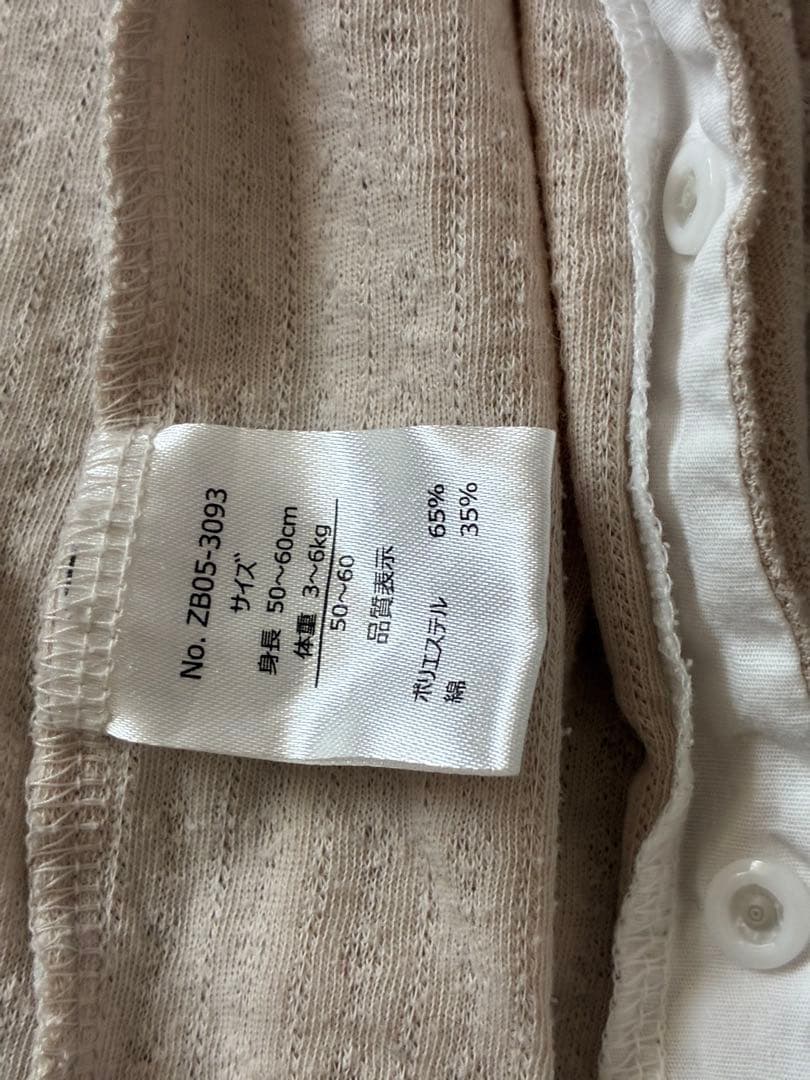 No. ZB05-3093
サイズ
身長 50~60cm
体重 3~6kg
50~60
品質表示
ポリエステル 65%
綿 35%